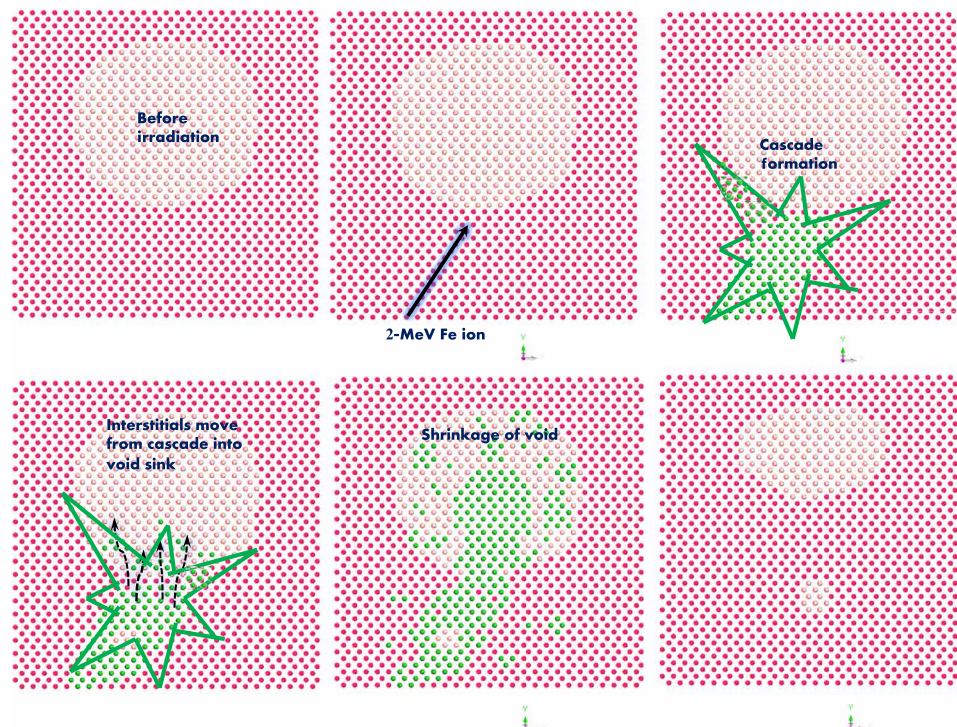 Before
irradiation
2-MeV Fe ion
Cascade
formation
Y
Y
Interstitials move
from cascade into
void sink
Shrinkage of void
Y
Y